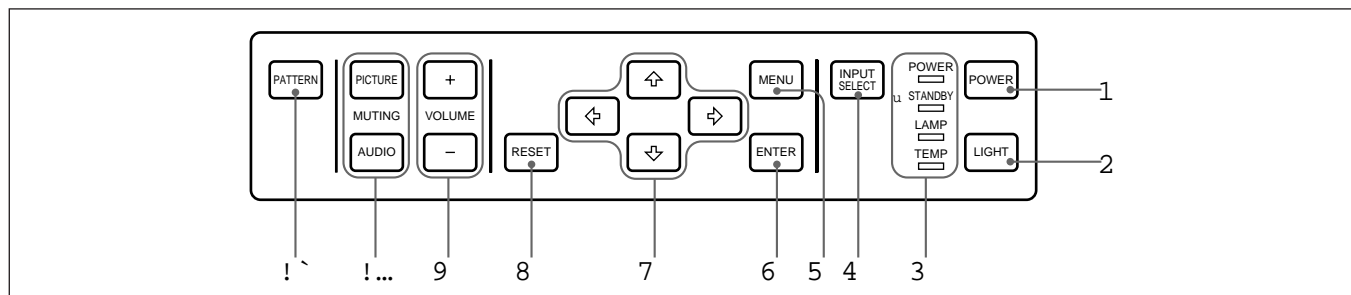 PATTERN
PICTURE
MUTING
AUDIO
+
VOLUME
–
RESET
MENU
ENTER
INPUT
SELECT
POWER
u STANDBY
LAMP
TEMP
POWER
LIGHT
1
2
!` !… 9 8 7 6 5 4 3